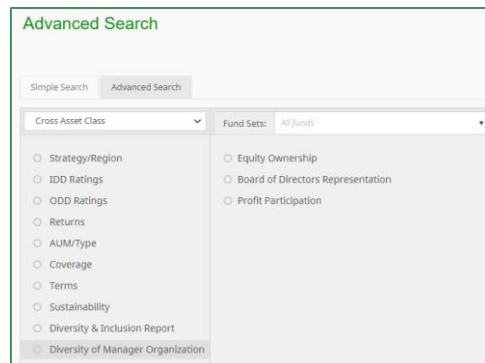 Advanced Search
Simple Search Advanced Search
Cross Asset Class Fund Sets: All funds
Strategy/Region
IDD Ratings
ODD Ratings
Returns
AUM/Type
Coverage
Terms
Sustainability
Diversity & Inclusion Report
Diversity of Manager Organization
Equity Ownership
Board of Directors Representation
Profit Participation